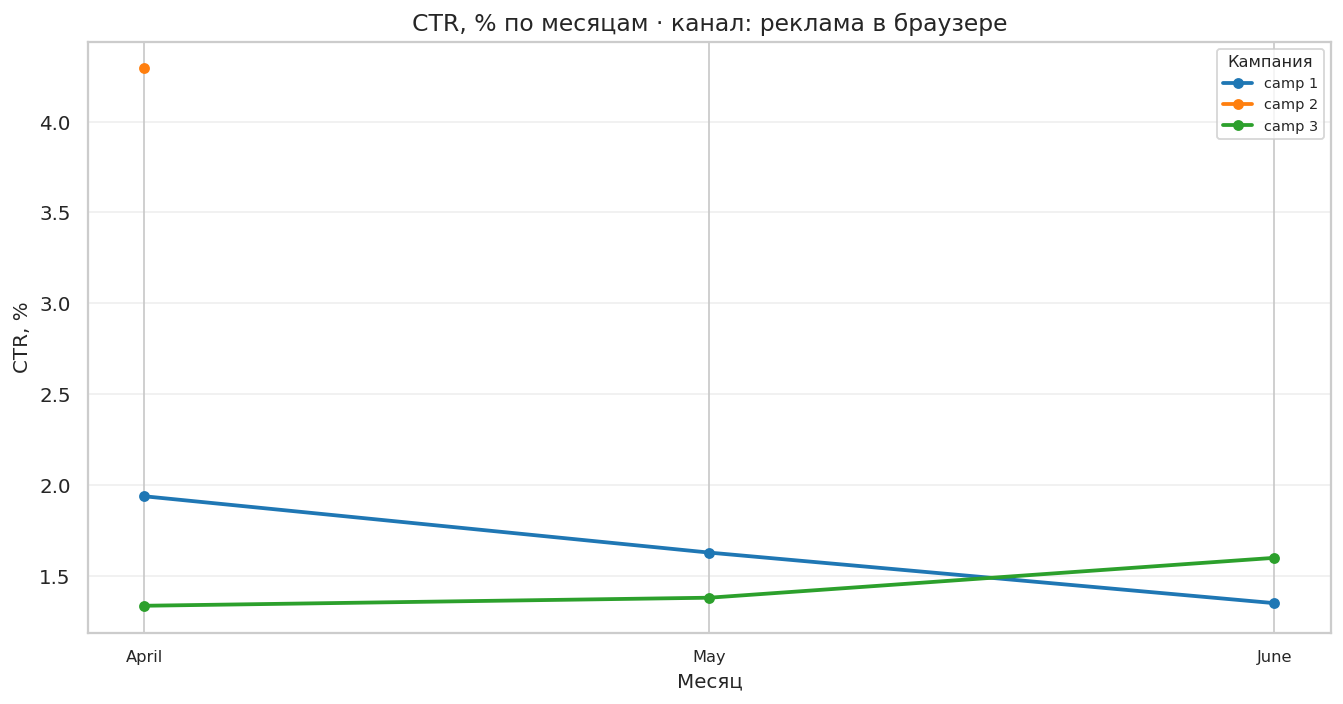 CTR, % по месяцам · канал: реклама в браузере
Кампания
camp 1
camp 2
camp 3
CTR, %
4.0
3.5
3.0
2.5
2.0
1.5
April May June
Месяц